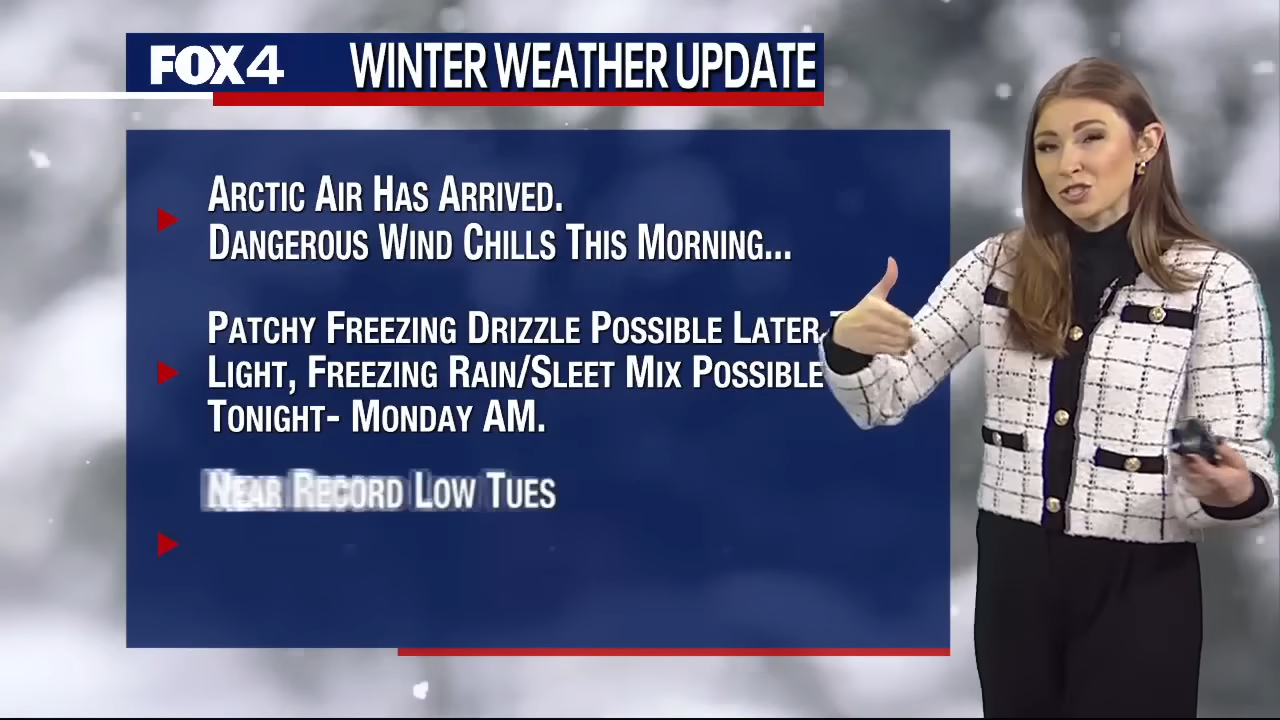 FOX4 WINTER WEATHER UPDATE
ARCTIC AIR HAS ARRIVED.
DANGEROUS WIND CHILLS THIS MORNING...
PATCHY FREEZING DRIZZLE POSSIBLE LATER
LIGHT, FREEZING RAIN/SLEET MIX POSSIBLE
TONIGHT- MONDAY AM.
NEAR RECORD LOW TUES